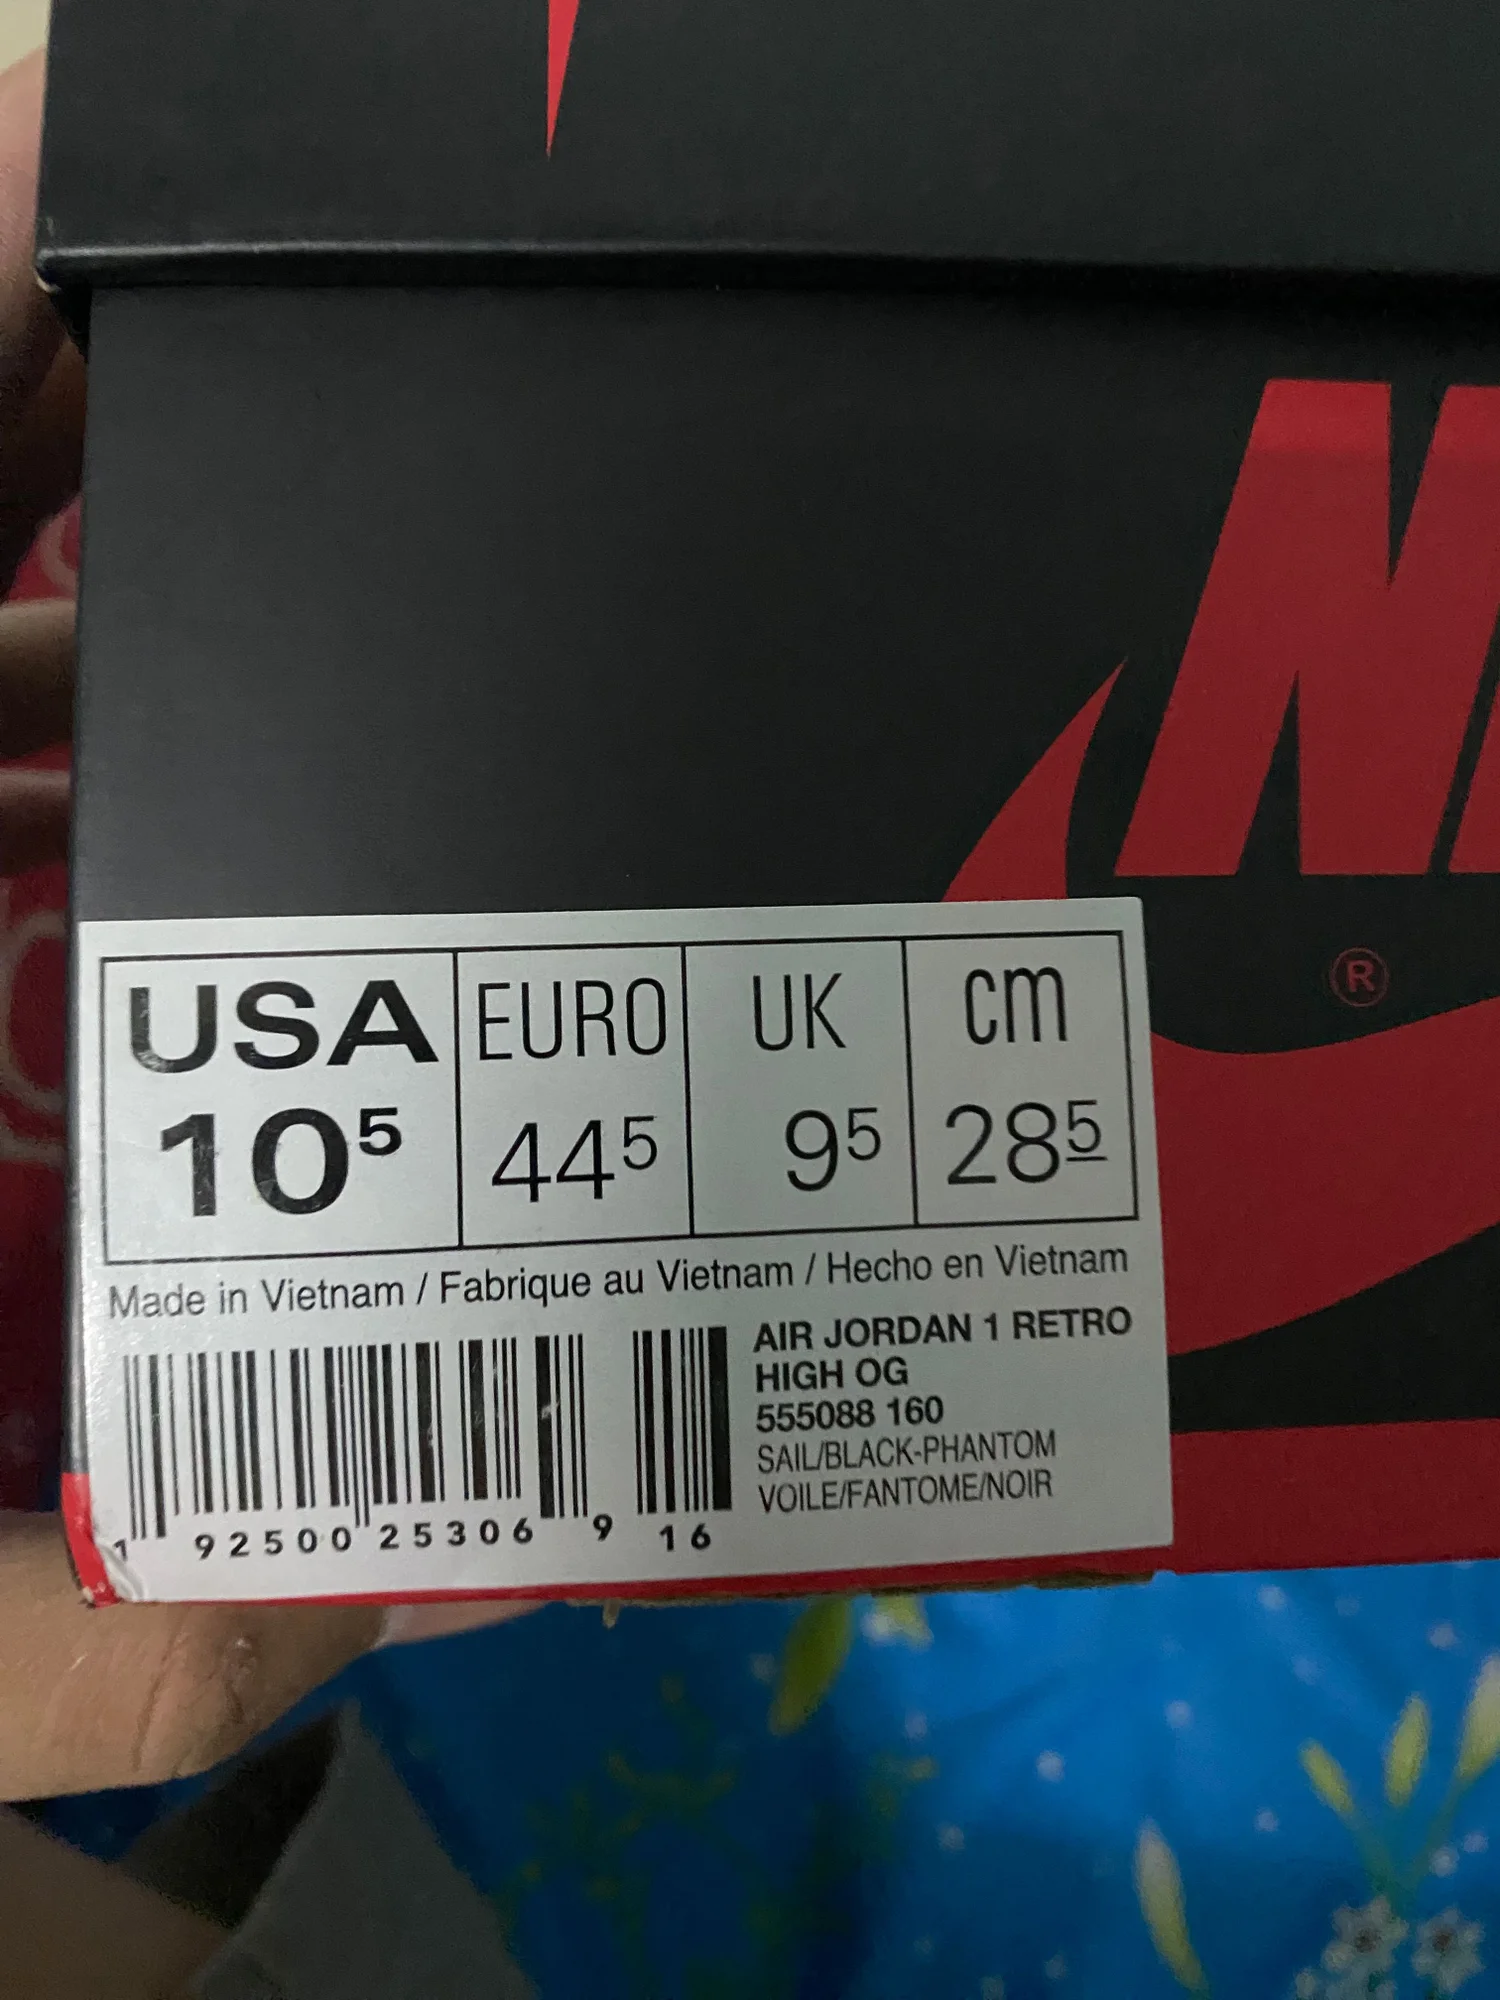 N
®
USA EURO UK cm
10⁵ 44⁵ 9⁵ 28⁵
Made in Vietnam / Fabrique au Vietnam / Hecho en Vietnam
AIR JORDAN 1 RETRO
HIGH OG
555088 160
SAIL/BLACK-PHANTOM
VOILE/FANTOME/NOIR
1 92500 25306 9 16